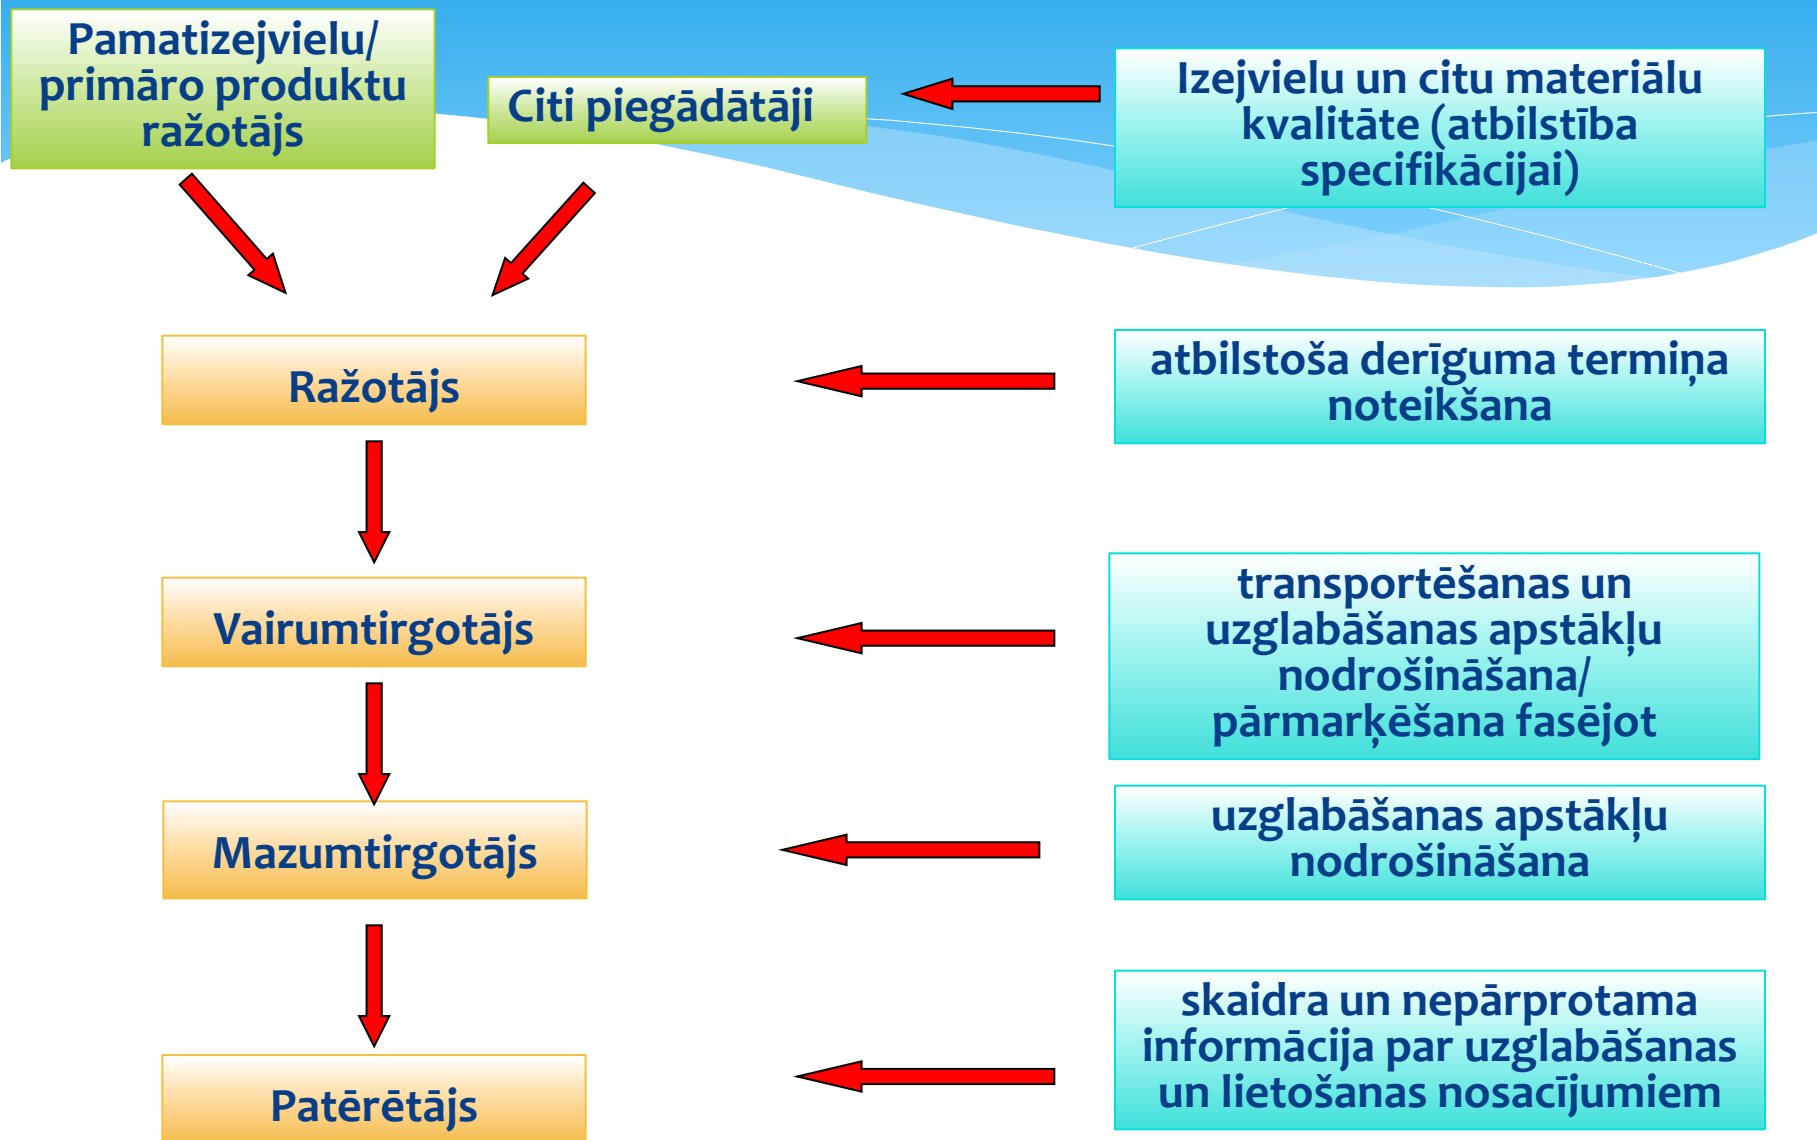 Pamatizejvielu/
primāro produktu
ražotājs
Citi piegādātāji
Izejvielu un citu materiālu
kvalitāte (atbilstība
specifikācijai)
Ražotājs
atbilstoša derīguma termiņa
noteikšana
Vairumtirgotājs
transportēšanas un
uzglabāšanas apstākļu
nodrošināšana/
pārmarķēšana fasējot
Mazumtirgotājs
uzglabāšanas apstākļu
nodrošināšana
Patērētājs
skaidra un nepārprotama
informācija par uzglabāšanas
un lietošanas nosacījumiem